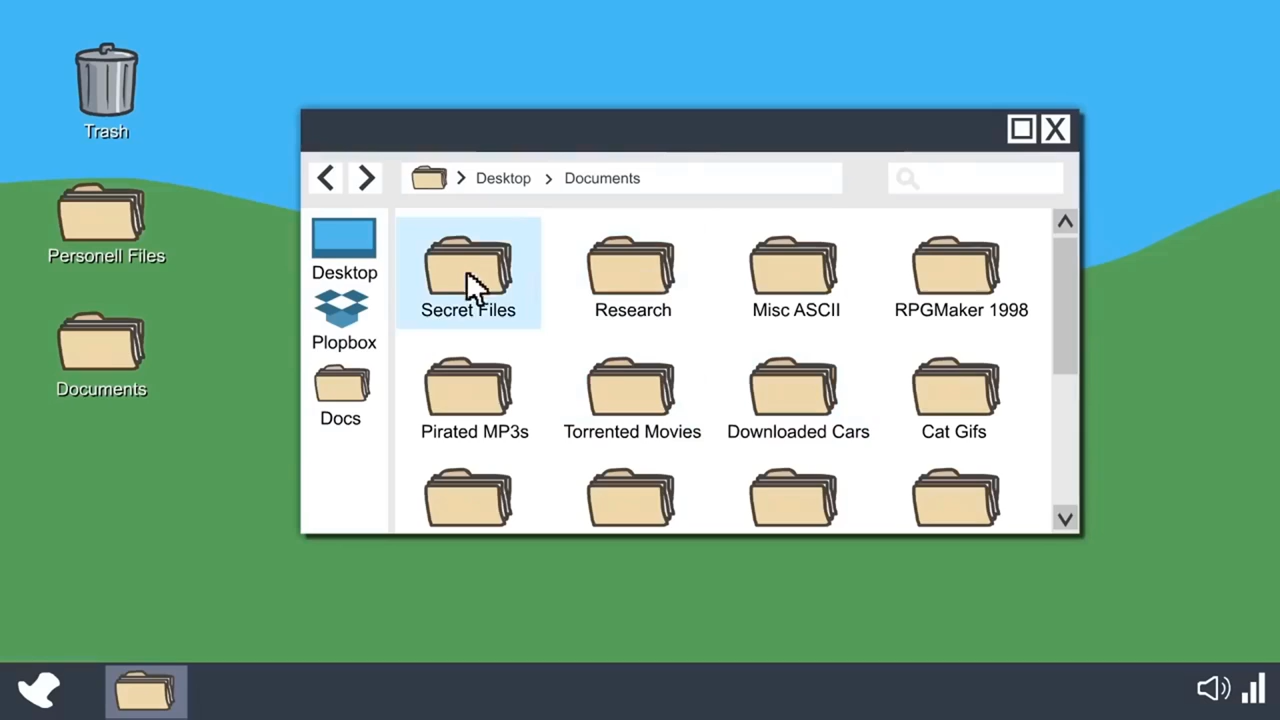 Trash
Personell Files
Documents
X
Desktop
Documents
Desktop
Plopbox
Docs
Secret Files
Research
Misc ASCII
RPGMaker 1998
Pirated MP3s
Torrented Movies
Downloaded Cars
Cat Gifs